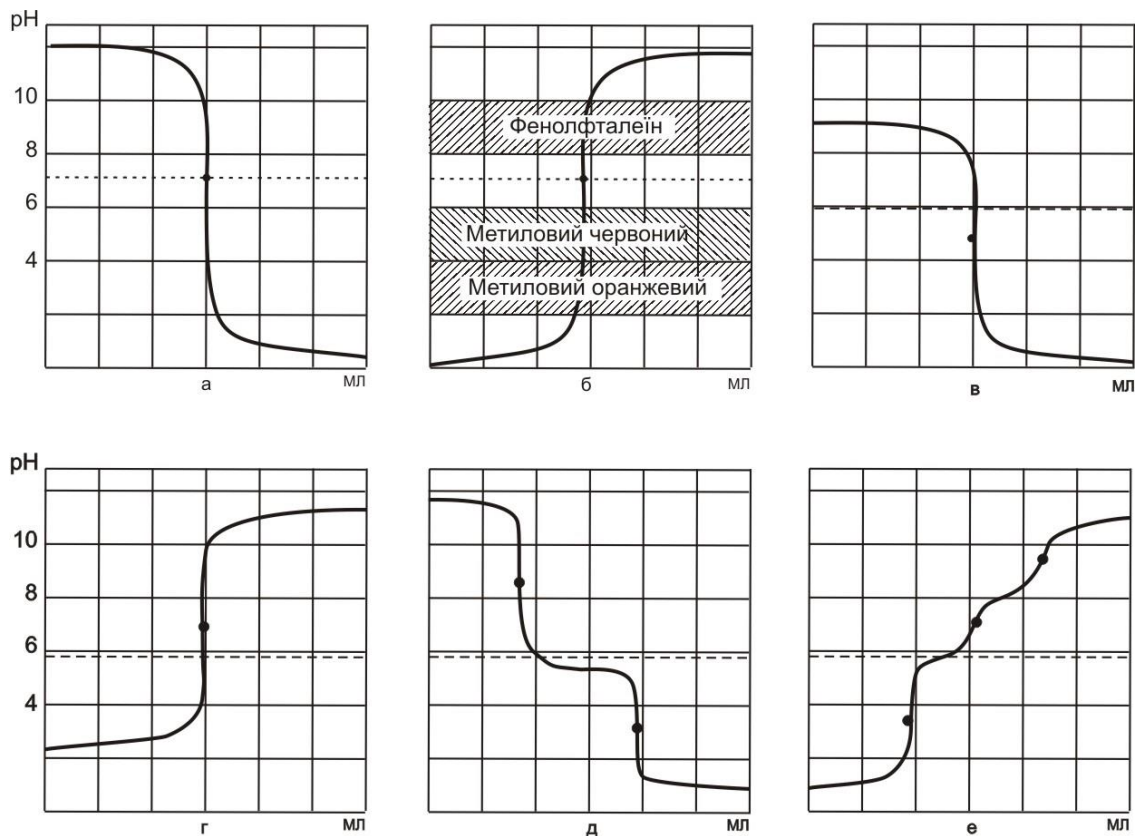 pH
10
8
6
4
а
мл
Фенолфталеїн
Метиловий червоний
Метиловий оранжевий
б
мл
в
мл
pH
10
8
6
4
г
мл
д
мл
е
мл